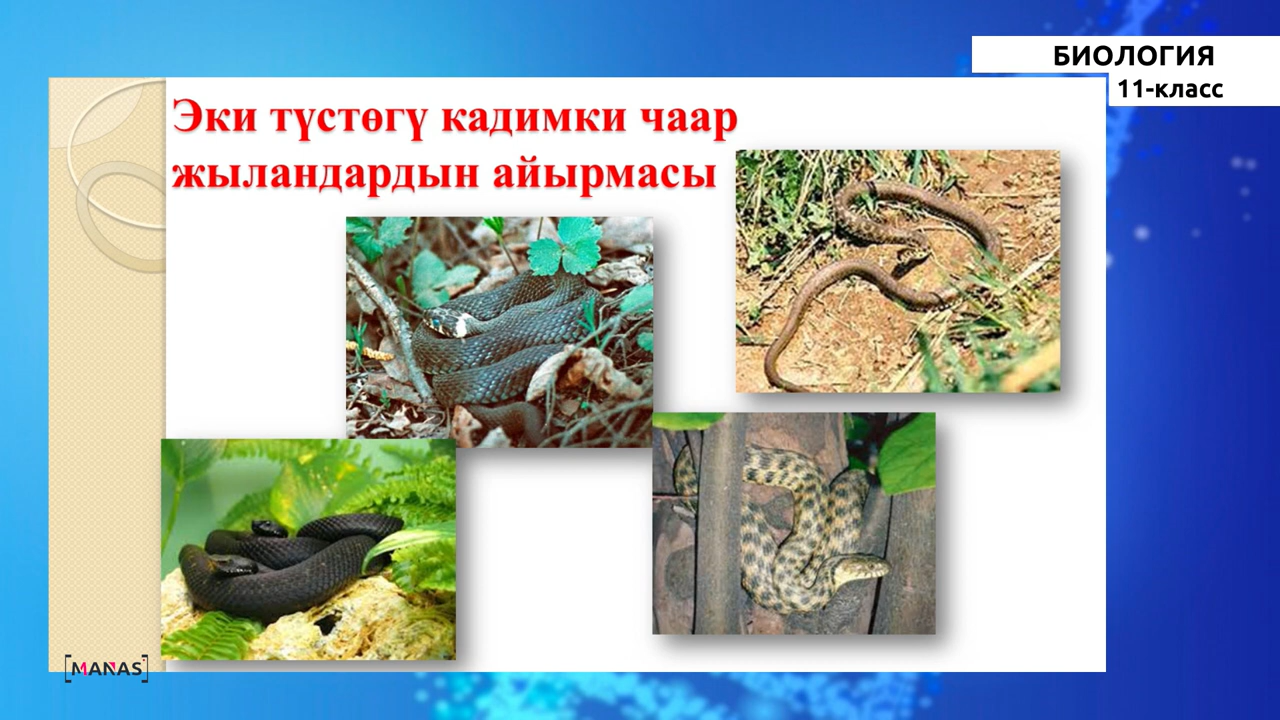 БИОЛОГИЯ
11-класс
Эки түстөгү кадимки чаар
жыландардын айырмасы
[MANAS]